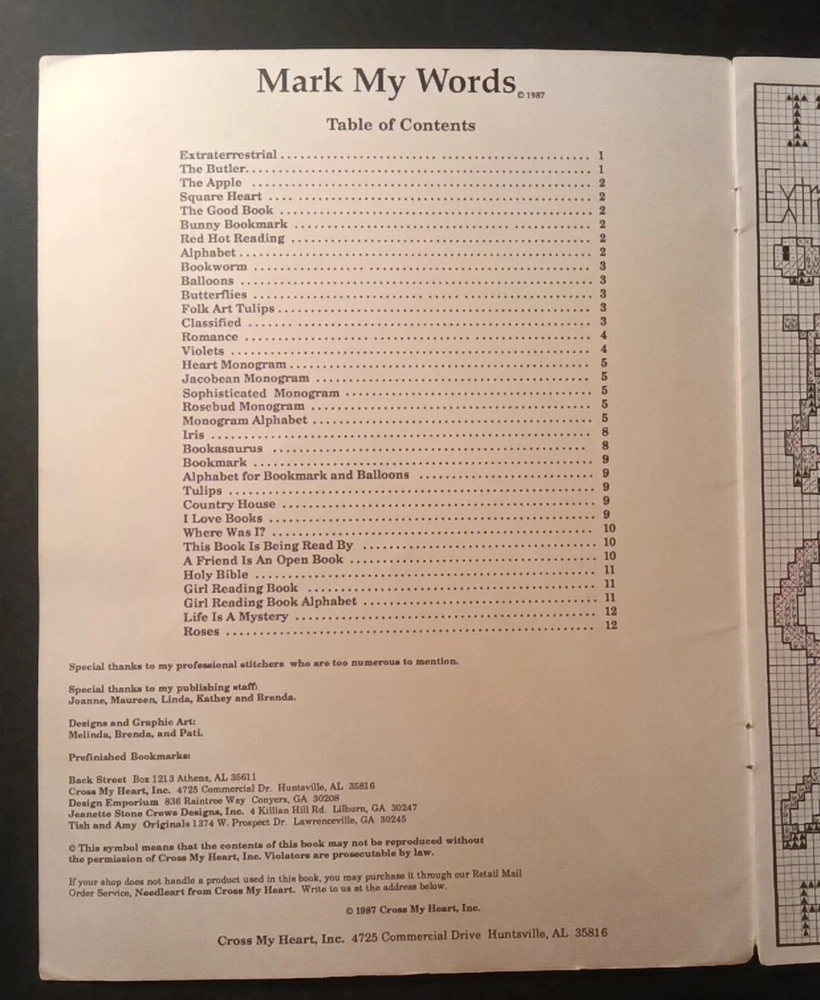 Mark My Words © 1987
Table of Contents
Extraterrestrial ........................................ 1
The Butler ........................................ 1
The Apple ........................................ 2
Square Heart ........................................ 2
The Good Book ........................................ 2
Bunny Bookmark ........................................ 2
Red Hot Reading ........................................ 2
Alphabet ........................................ 2
Bookworm ........................................ 3
Balloons ........................................ 3
Butterflies ........................................ 3
Folk Art Tulips ........................................ 3
Classified ........................................ 3
Romance ........................................ 4
Violets ........................................ 4
Heart Monogram ........................................ 5
Jacobean Monogram ........................................ 5
Sophisticated Monogram ........................................ 5
Rosebud Monogram ........................................ 5
Monogram Alphabet ........................................ 5
Iris ........................................ 8
Bookasaurus ........................................ 8
Bookmark ........................................ 9
Alphabet for Bookmark and Balloons ........................................ 9
Tulips ........................................ 9
Country House ........................................ 9
I Love Books ........................................ 9
Where Was I? ........................................ 10
This Book Is Being Read By ........................................ 10
A Friend Is An Open Book ........................................ 10
Holy Bible ........................................ 11
Girl Reading Book ........................................ 11
Girl Reading Book Alphabet ........................................ 11
Life Is A Mystery ........................................ 12
Roses ........................................ 12
Special thanks to my professional stitchers who are too numerous to mention.
Special thanks to my publishing staff:
Joanne, Maureen, Linda, Kathey and Brenda.
Designs and Graphic Art:
Melinda, Brenda, and Pati.
Prefinished Bookmarks:
Back Street Box 1213 Athens, AL 35611
Cross My Heart, Inc. 4725 Commercial Dr. Huntsville, AL 35816
Design Emporium 836 Raintree Way Conyers, GA 30208
Jeanette Stone Crews Designs, Inc. 4 Killian Hill Rd. Lilburn, GA 30247
Tish and Amy Originals 1374 W. Prospect Dr. Lawrenceville, GA 30245
© This symbol means that the contents of this book may not be reproduced without
the permission of Cross My Heart, Inc. Violators are prosecutable by law.
If your shop does not handle a product used in this book, you may purchase it through our Retail Mail
Order Service, Needleart from Cross My Heart. Write to us at the address below.
© 1987 Cross My Heart, Inc.
Cross My Heart, Inc. 4725 Commercial Drive Huntsville, AL 35816